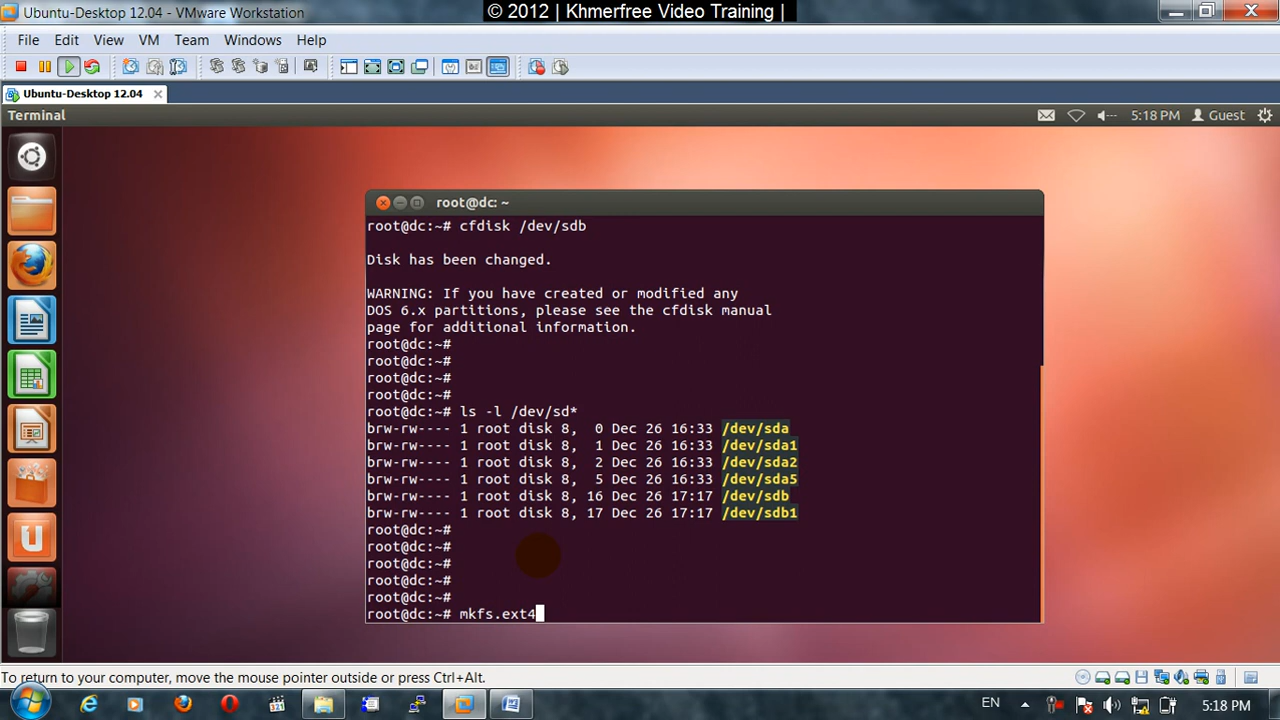 Ubuntu-Desktop 12.04 - VMware Workstation
© 2012 | Khmerfree Video Training |
File Edit View VM Team Windows Help
Ubuntu-Desktop 12.04
Terminal
5:18 PM Guest
root@dc: ~
root@dc:~# cfdisk /dev/sdb
Disk has been changed.
WARNING: If you have created or modified any
DOS 6.x partitions, please see the cfdisk manual
page for additional information.
root@dc:~#
root@dc:~#
root@dc:~#
root@dc:~#
root@dc:~# ls -l /dev/sd*
brw-rw---- 1 root disk 8,  0 Dec 26 16:33 /dev/sda
brw-rw---- 1 root disk 8,  1 Dec 26 16:33 /dev/sda1
brw-rw---- 1 root disk 8,  2 Dec 26 16:33 /dev/sda2
brw-rw---- 1 root disk 8,  5 Dec 26 16:33 /dev/sda5
brw-rw---- 1 root disk 8, 16 Dec 26 17:17 /dev/sdb
brw-rw---- 1 root disk 8, 17 Dec 26 17:17 /dev/sdb1
root@dc:~#
root@dc:~#
root@dc:~#
root@dc:~#
root@dc:~#
root@dc:~# mkfs.ext4
To return to your computer, move the mouse pointer outside or press Ctrl+Alt.
EN 5:18 PM